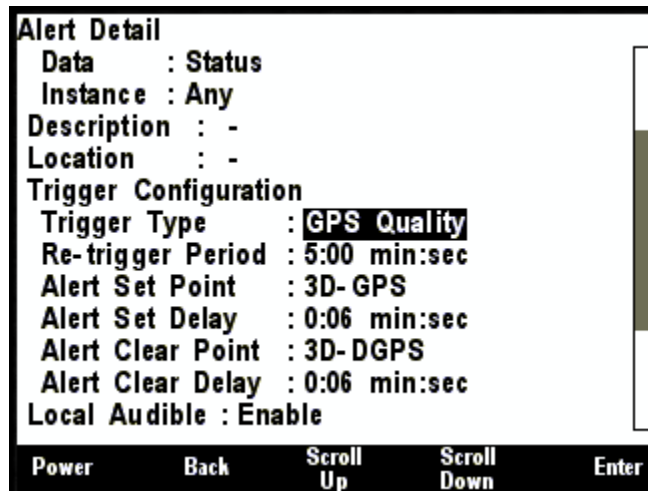 Alert Detail
Data : Status
Instance : Any
Description : -
Location : -
Trigger Configuration
Trigger Type : GPS Quality
Re-trigger Period : 5:00 min:sec
Alert Set Point : 3D-GPS
Alert Set Delay : 0:06 min:sec
Alert Clear Point : 3D-DGPS
Alert Clear Delay : 0:06 min:sec
Local Audible : Enable
Power Back Scroll Up Scroll Down Enter